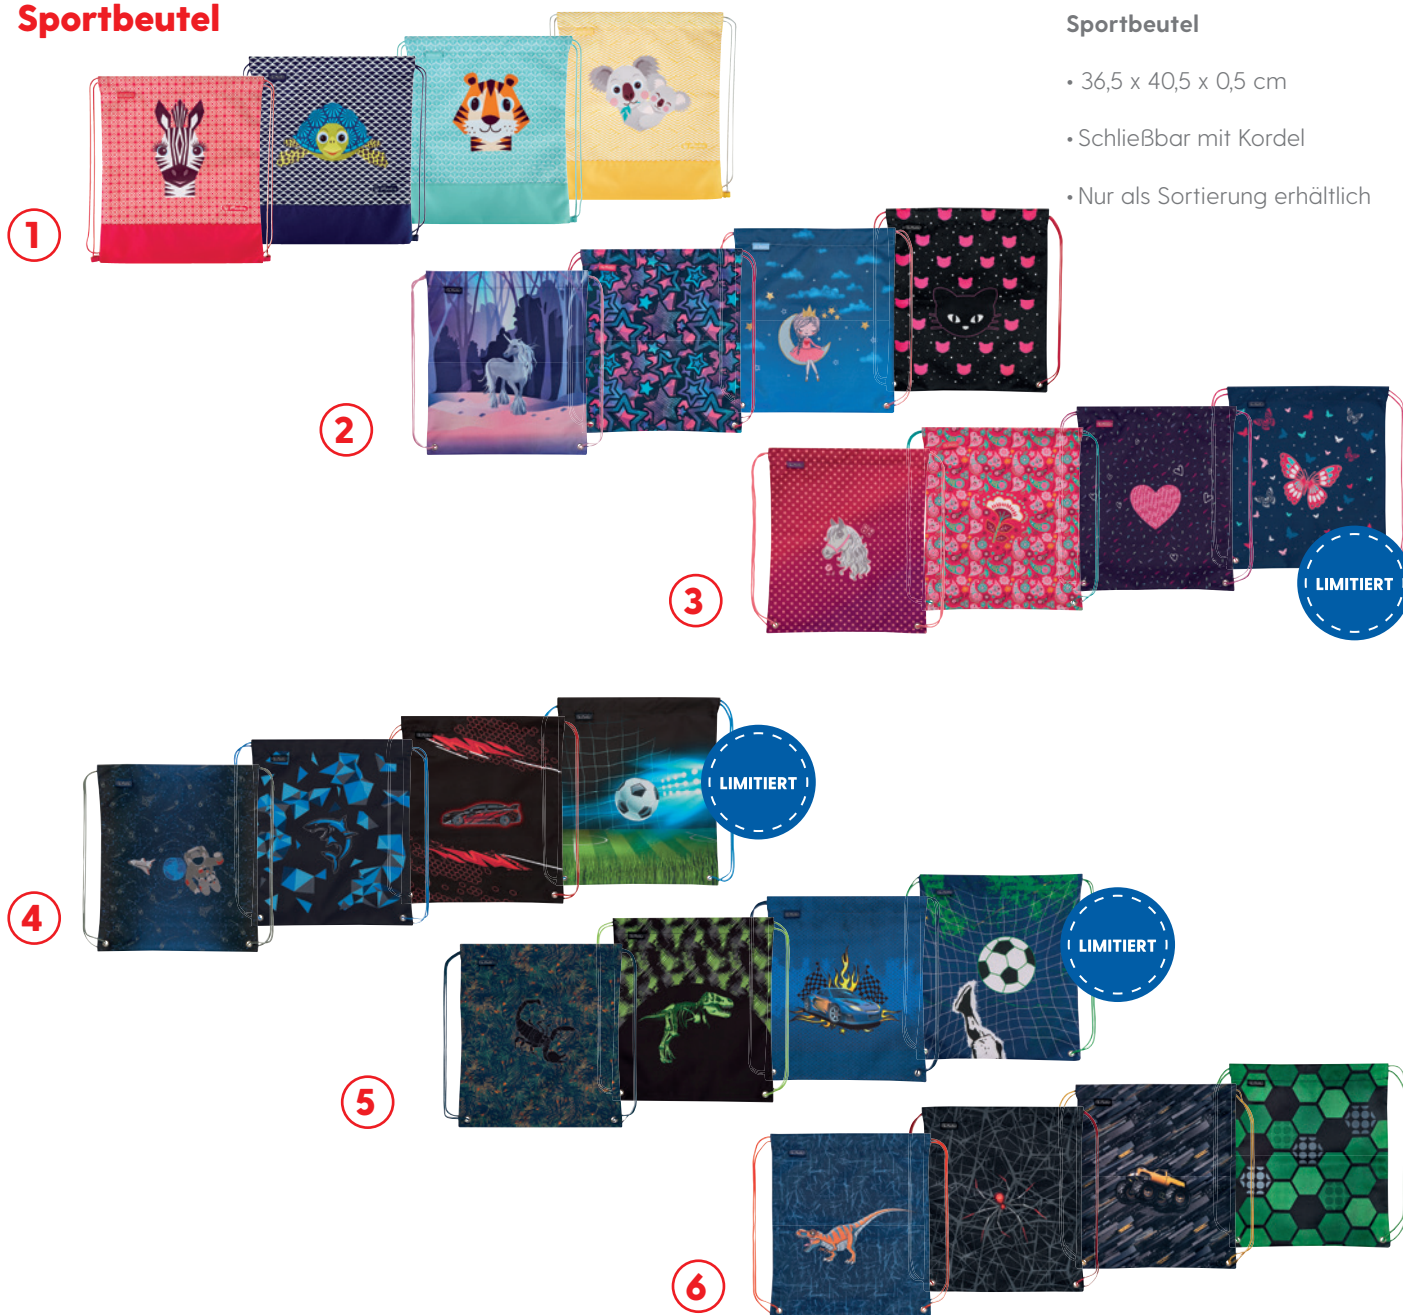 Sportbeutel
Sportbeutel
• 36,5 x 40,5 x 0,5 cm
• Schließbar mit Kordel
• Nur als Sortierung erhältlich
1
2
3
LIMITIERT
LIMITIERT
4
LIMITIERT
5
6